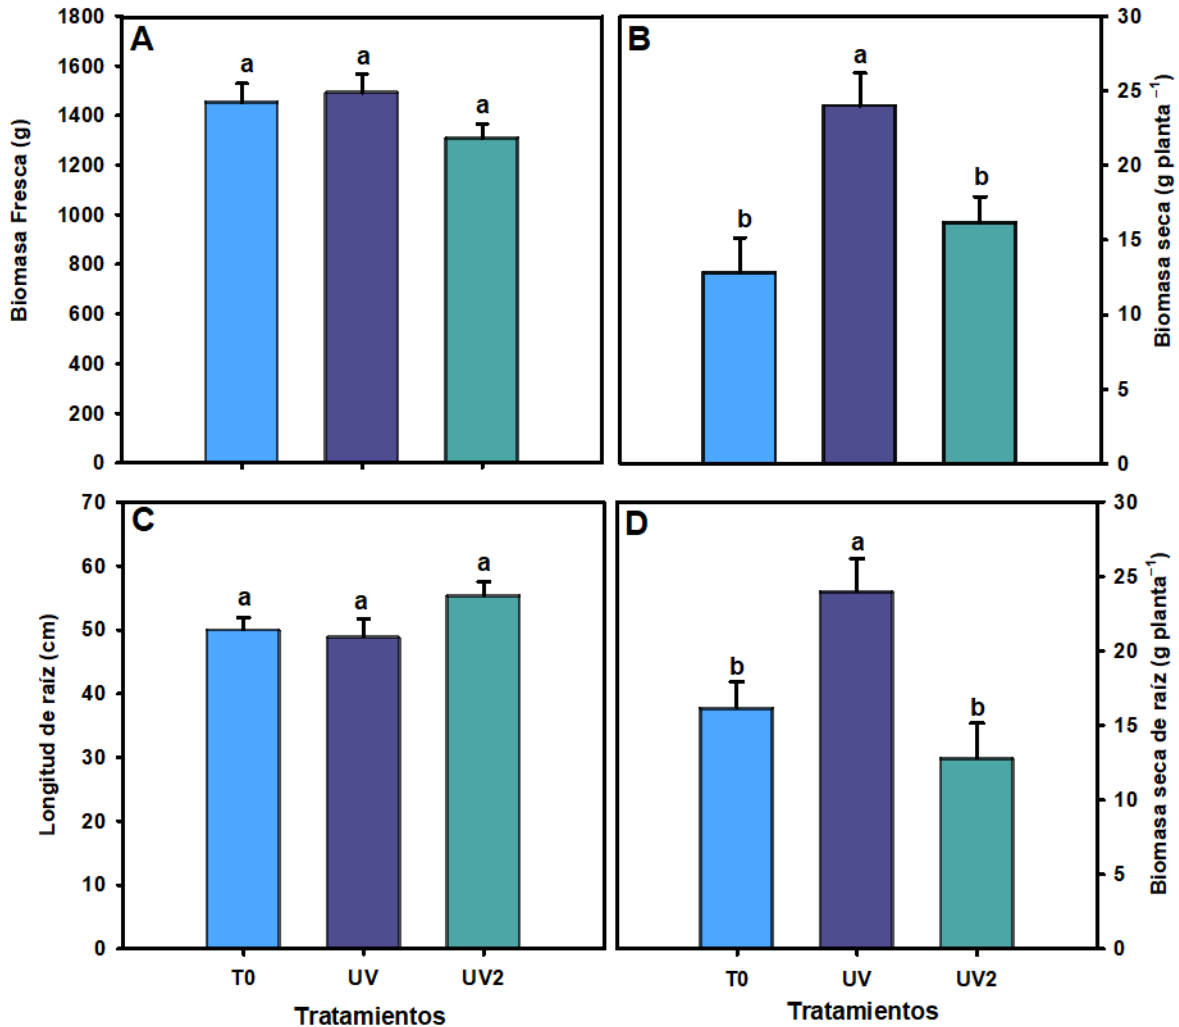 A
Biomasa Fresca (g)
1800
1600
1400
1200
1000
800
600
400
200
0
a
a
a
B
b
a
b
30
25
20
15
10
5
0
Biomasa seca (g planta ⁻¹)
C
Longitud de raíz (cm)
70
60
50
40
30
20
10
0
a
a
a
T0
UV
UV2
Tratamientos
D
b
a
b
30
25
20
15
10
5
0
Biomasa seca de raíz (g planta⁻¹)
T0
UV
UV2
Tratamientos